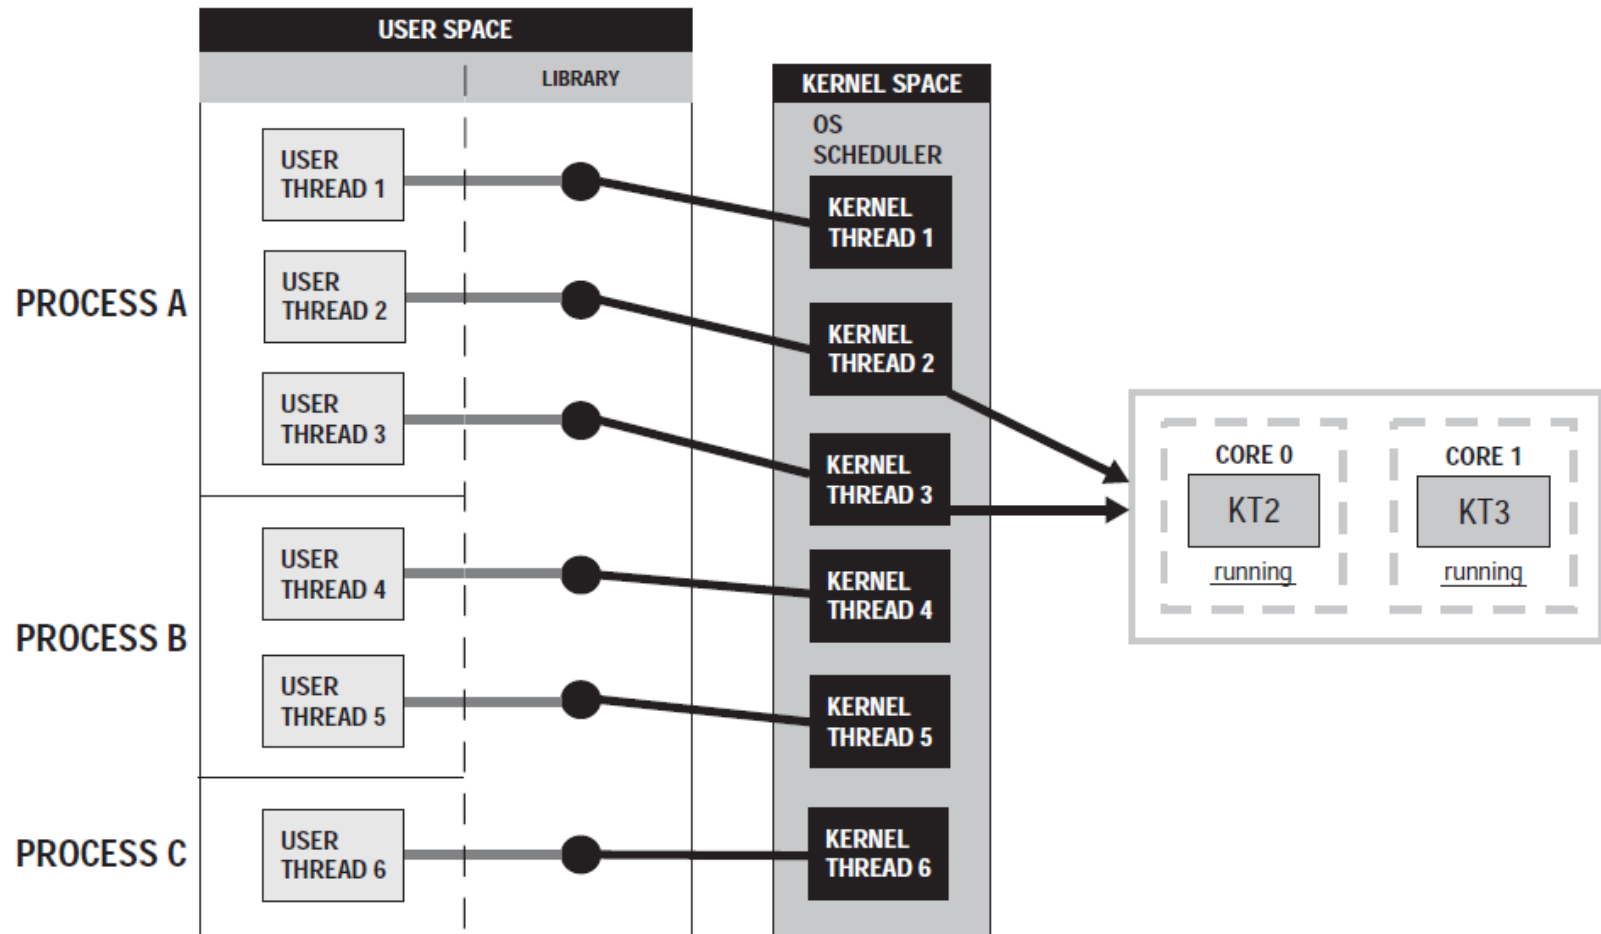 USER SPACE
LIBRARY
KERNEL SPACE
OS
SCHEDULER
PROCESS A
USER
THREAD 1
KERNEL
THREAD 1
USER
THREAD 2
KERNEL
THREAD 2
USER
THREAD 3
KERNEL
THREAD 3
PROCESS B
USER
THREAD 4
KERNEL
THREAD 4
USER
THREAD 5
KERNEL
THREAD 5
PROCESS C
USER
THREAD 6
KERNEL
THREAD 6
CORE 0
KT2
running
CORE 1
KT3
running